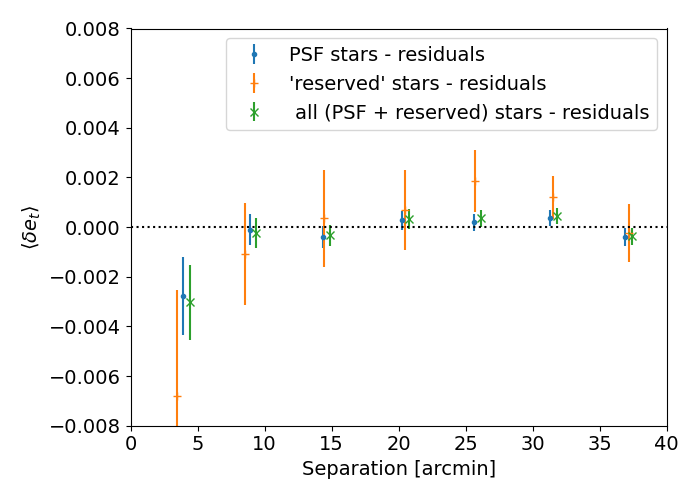 PSF stars - residuals
'reserved' stars - residuals
all (PSF + reserved) stars - residuals
0.008
0.006
0.004
0.002
0.000
−0.002
−0.004
−0.006
−0.008
⟨δeₜ⟩
0 5 10 15 20 25 30 35 40
Separation [arcmin]